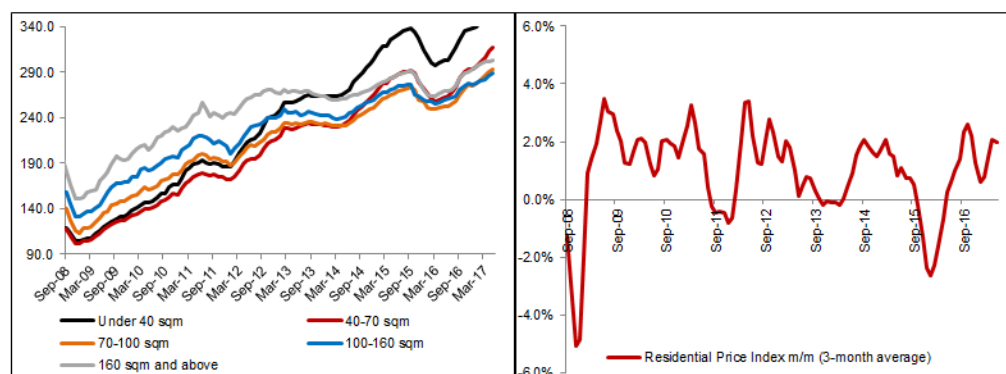 340.0
290.0
240.0
190.0
140.0
90.0
Sep-08
Mar-09
Sep-09
Mar-10
Sep-10
Mar-11
Sep-11
Mar-12
Sep-12
Mar-13
Sep-13
Mar-14
Sep-14
Mar-15
Sep-15
Mar-16
Sep-16
Mar-17
Under 40 sqm
40-70 sqm
70-100 sqm
100-160 sqm
160 sqm and above
6.0%
4.0%
2.0%
0.0%
-2.0%
-4.0%
-6.0%
Sep-08
Sep-09
Sep-10
Sep-11
Sep-12
Sep-13
Sep-14
Sep-15
Sep-16
Residential Price Index m/m (3-month average)